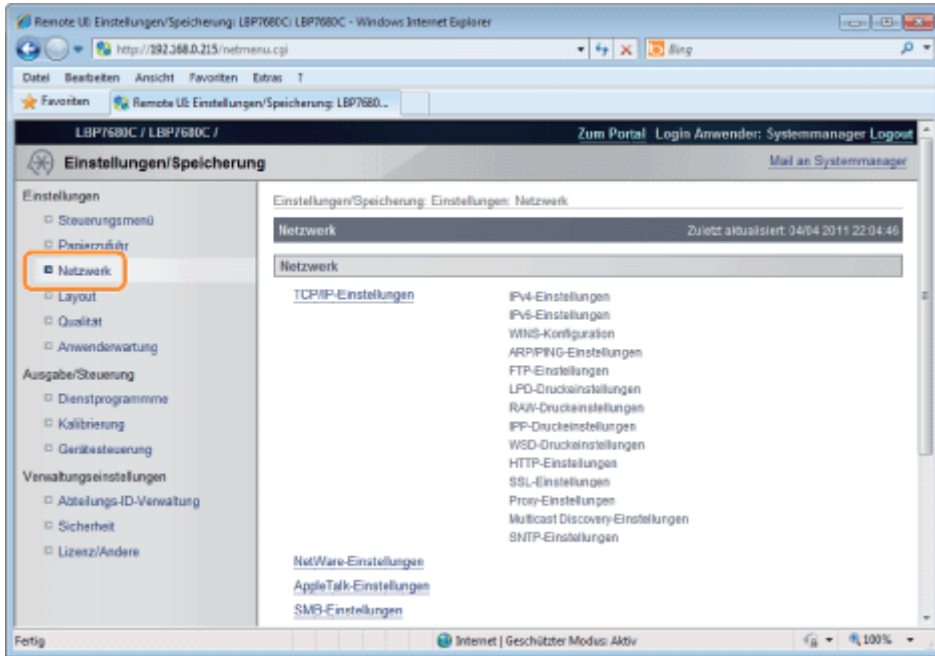 Remote UI: Einstellungen/Speicherung: LBP7680C: LBP7680C - Windows Internet Explorer
http://192.168.0.215/netmenu.cgi
Bing
Datei Bearbeiten Ansicht Favoriten Extras ?
Favoriten Remote UI: Einstellungen/Speicherung: LBP7680...
LBP7680C / LBP7680C / Zum Portal Login Anwender: Systemmanager Logout
Einstellungen/Speicherung Mail an Systemmanager
Einstellungen
Steuerungsmenü
Papierzufuhr
Netzwerk
Layout
Qualität
Anwenderwartung
Ausgabe/Steuerung
Dienstprogrammme
Kalibrierung
Gerätesteuerung
Verwaltungseinstellungen
Abteilungs-ID-Verwaltung
Sicherheit
Lizenz/Andere
Einstellungen/Speicherung: Einstellungen: Netzwerk
Netzwerk Zuletzt aktualisiert: 04/04 2011 22:04:46
Netzwerk
TCP/IP-Einstellungen
IPv4-Einstellungen
IPv6-Einstellungen
WINS-Konfiguration
ARP/PING-Einstellungen
FTP-Einstellungen
LPD-Druckeinstellungen
RAW-Druckeinstellungen
IPP-Druckeinstellungen
WSD-Druckeinstellungen
HTTP-Einstellungen
SSL-Einstellungen
Proxy-Einstellungen
Multicast Discovery-Einstellungen
SNTP-Einstellungen
NetWare-Einstellungen
AppleTalk-Einstellungen
SMB-Einstellungen
Fertig Internet | Geschützter Modus: Aktiv 100%